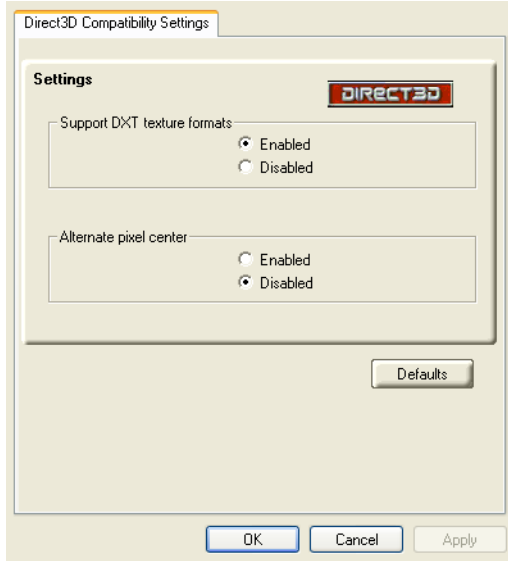 Direct3D Compatibility Settings
Settings
DIRECT3D
Support DXT texture formats
Enabled
Disabled
Alternate pixel center
Enabled
Disabled
Defaults
OK
Cancel
Apply